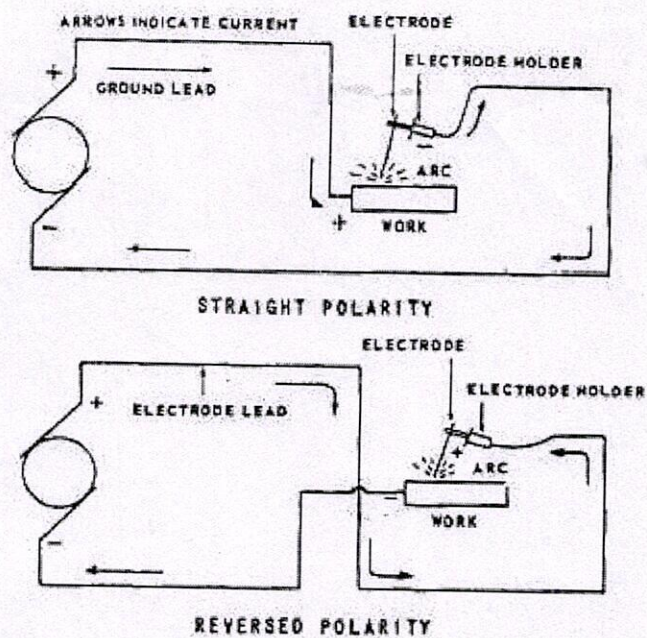 ARROWS INDICATE CURRENT
ELECTRODE
ELECTRODE HOLDER
+
GROUND LEAD
-
ARC
+
WORK
-
STRAIGHT POLARITY
ELECTRODE
ELECTRODE HOLDER
+
ELECTRODE LEAD
+
ARC
-
WORK
-
REVERSED POLARITY